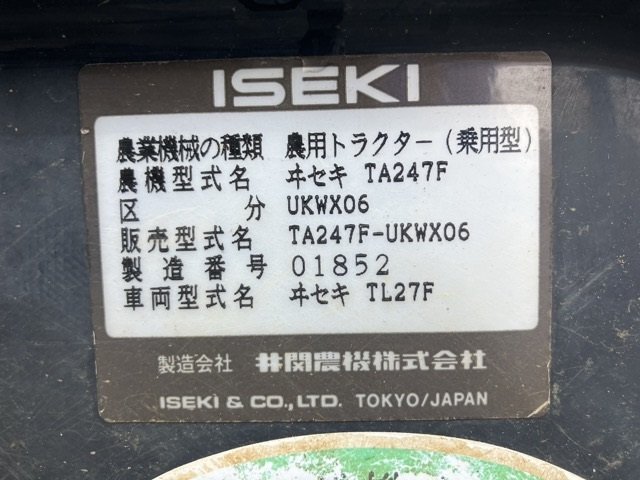 ISEKI
農業機械の種類 農用トラクター(乗用型)
農機型式名 ヰセキ TA247F
区分 UKWX06
販売型式名 TA247F-UKWX06
製造番号 01852
車両型式名 ヰセキ TL27F
製造会社 井関農機株式会社
ISEKI & CO.,LTD. TOKYO/JAPAN